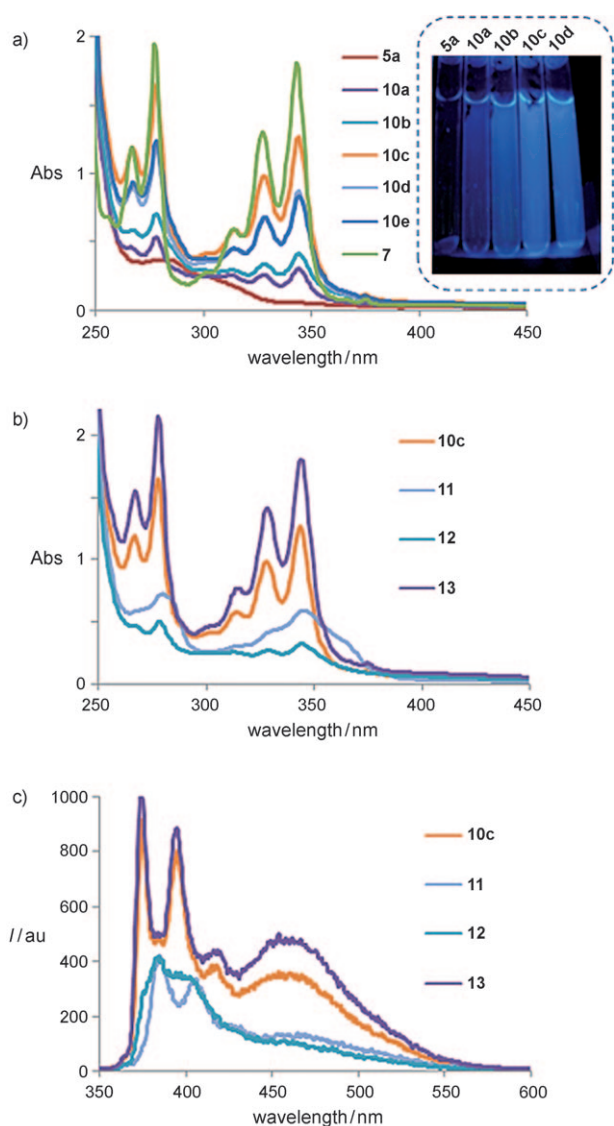 a)
2
1
0
Abs
250 300 350 400 450
wavelength/nm
5a
10a
10b
10c
10d
10e
7
5a 10a 10b 10c 10d
b)
2
1
0
Abs
250 300 350 400 450
wavelength/nm
10c
11
12
13
c)
1000
800
600
400
200
0
I/au
350 400 450 500 550 600
wavelength/nm
10c
11
12
13